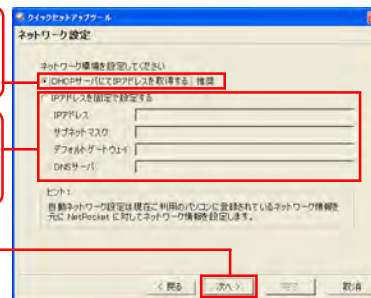 クイックセットアップツール
ネットワーク設定
ネットワーク環境を設定してください
DHCPサーバにてIPアドレスを取得する 推奨
IPアドレスを固定で設定する
IPアドレス
サブネットマスク
デフォルトゲートウェイ
DNSサーバ
ヒント：
自動ネットワーク設定は現在ご利用のパソコンに登録されているネットワーク情報を
元に NetPocket に対してネットワーク情報を設定します。
< 戻る 次へ > 完了 取消